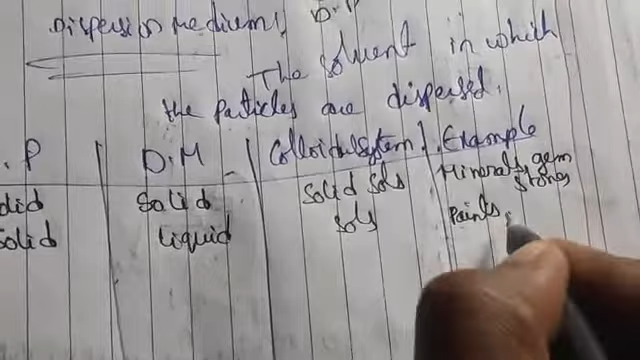 Dispersion medium:
D.P
The solvent in which
the particles are dispersed.
. P | D.M | Colloidal system | Example
olid | Solid | Solid sols | Minerals, gem stones
solid | liquid | sols | Paints,